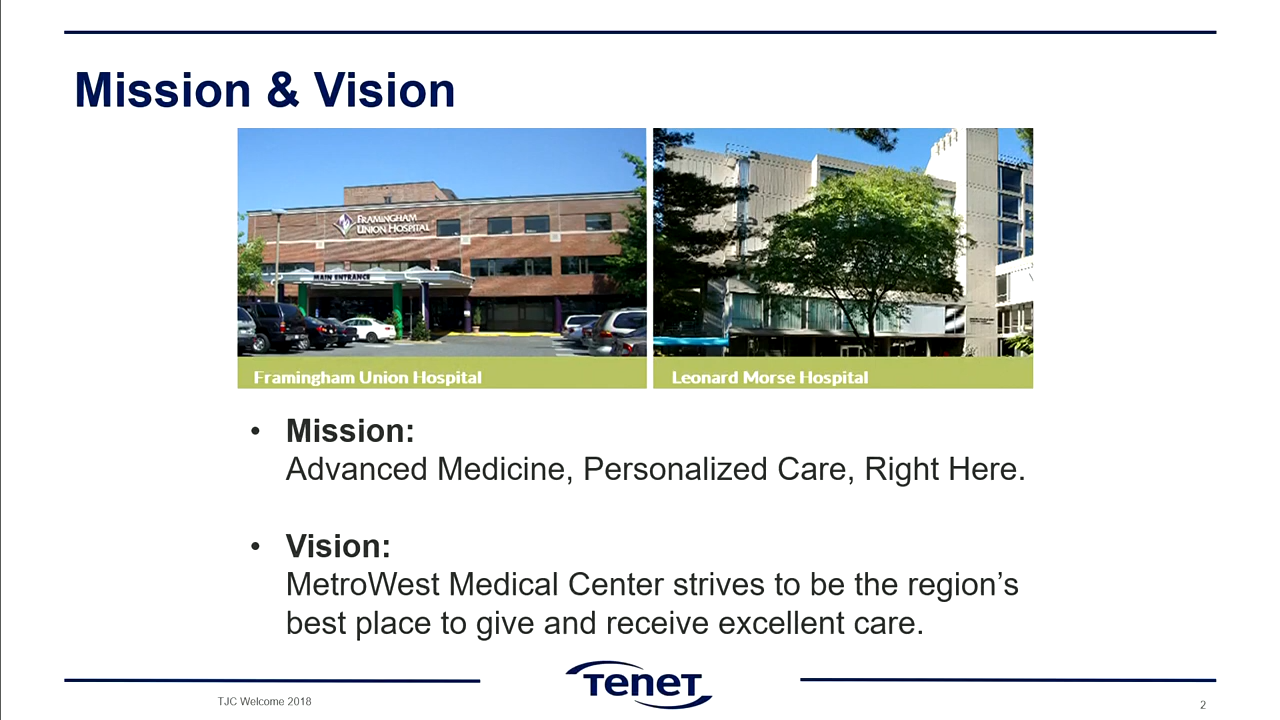 Mission & Vision
FRAMINGHAM
UNION HOSPITAL
MAIN ENTRANCE
Framingham Union Hospital
Leonard Morse Hospital
• Mission:
Advanced Medicine, Personalized Care, Right Here.
• Vision:
MetroWest Medical Center strives to be the region’s
best place to give and receive excellent care.
TENET
TJC Welcome 2018
2